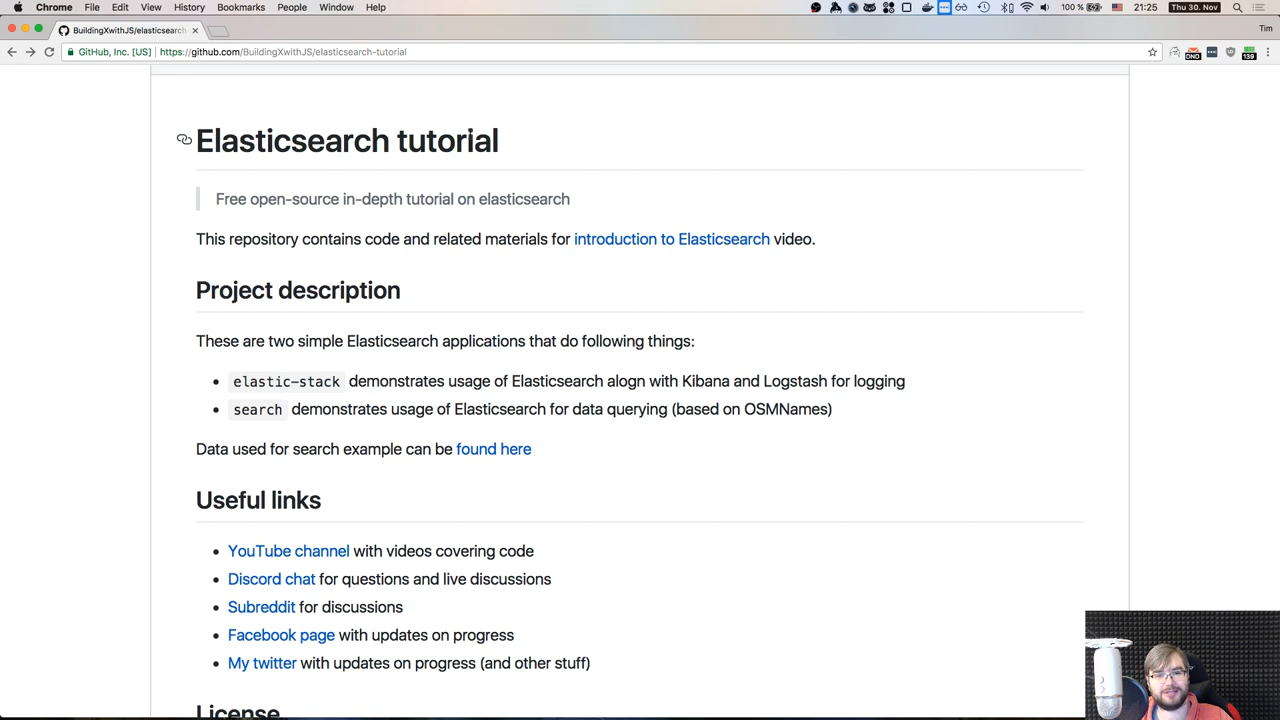 Chrome File Edit View History Bookmarks People Window Help 100 % 21:25 Thu 30. Nov
BuildingXwithJS/elasticsearch Tim
GitHub, Inc. [US] https://github.com/BuildingXwithJS/elasticsearch-tutorial DND 139
Elasticsearch tutorial
Free open-source in-depth tutorial on elasticsearch
This repository contains code and related materials for introduction to Elasticsearch video.
Project description
These are two simple Elasticsearch applications that do following things:
elastic-stack demonstrates usage of Elasticsearch alogn with Kibana and Logstash for logging
search demonstrates usage of Elasticsearch for data querying (based on OSMNames)
Data used for search example can be found here
Useful links
YouTube channel with videos covering code
Discord chat for questions and live discussions
Subreddit for discussions
Facebook page with updates on progress
My twitter with updates on progress (and other stuff)
License